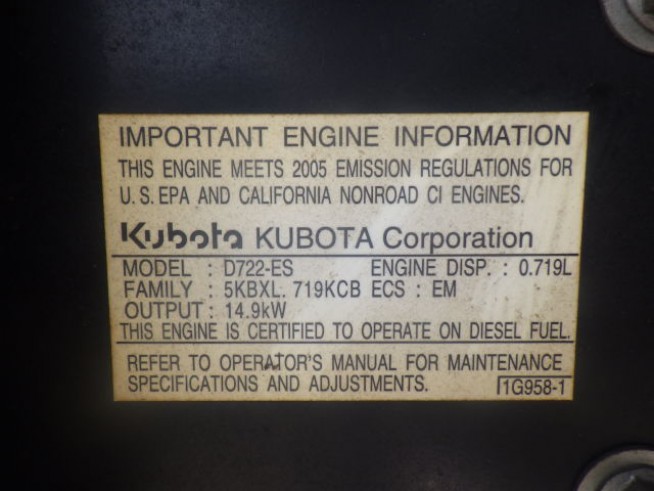 IMPORTANT ENGINE INFORMATION
THIS ENGINE MEETS 2005 EMISSION REGULATIONS FOR
U.S. EPA AND CALIFORNIA NONROAD CI ENGINES.
Kubota KUBOTA Corporation
MODEL : D722-ES ENGINE DISP. : 0.719L
FAMILY : 5KBXL. 719KCB ECS : EM
OUTPUT : 14.9kW
THIS ENGINE IS CERTIFIED TO OPERATE ON DIESEL FUEL.
REFER TO OPERATOR'S MANUAL FOR MAINTENANCE
SPECIFICATIONS AND ADJUSTMENTS. 1G958-1